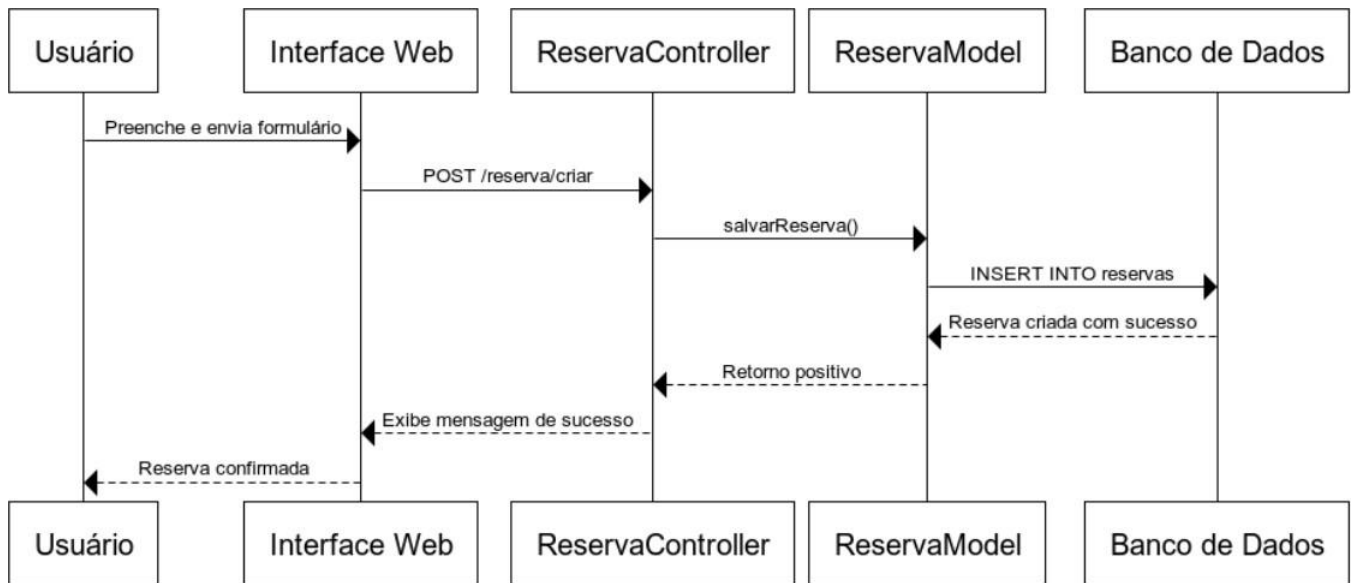 Usuário
Interface Web
ReservaController
ReservaModel
Banco de Dados
Preenche e envia formulário
POST /reserva/criar
salvarReserva()
INSERT INTO reservas
Reserva criada com sucesso
Retorno positivo
Exibe mensagem de sucesso
Reserva confirmada
Usuário
Interface Web
ReservaController
ReservaModel
Banco de Dados